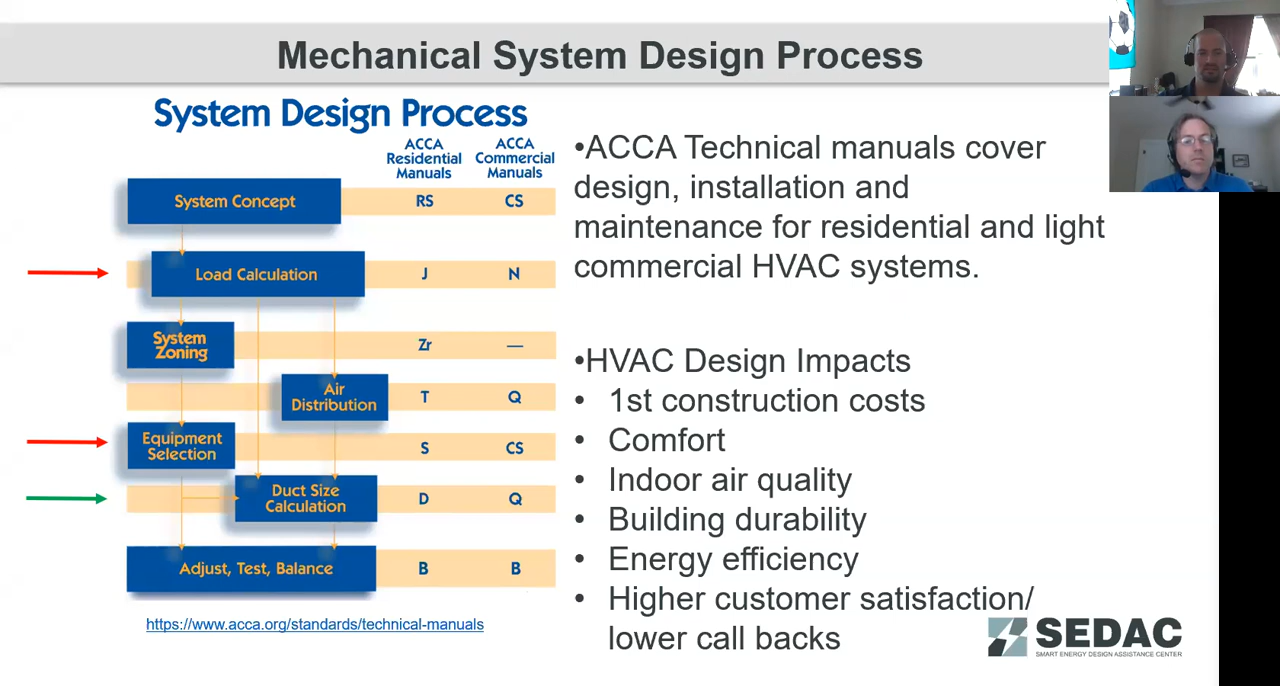 Mechanical System Design Process
System Design Process
ACCA
Residential
Manuals
ACCA
Commercial
Manuals
System Concept
RS
CS
Load Calculation
J
N
System
Zoning
Zr
—
Air
Distribution
T
Q
Equipment
Selection
S
CS
Duct Size
Calculation
D
Q
Adjust, Test, Balance
B
B
https://www.acca.org/standards/technical-manuals
•ACCA Technical manuals cover
design, installation and
maintenance for residential and light
commercial HVAC systems.
•HVAC Design Impacts
• 1st construction costs
• Comfort
• Indoor air quality
• Building durability
• Energy efficiency
• Higher customer satisfaction/
lower call backs
SEDAC
SMART ENERGY DESIGN ASSISTANCE CENTER